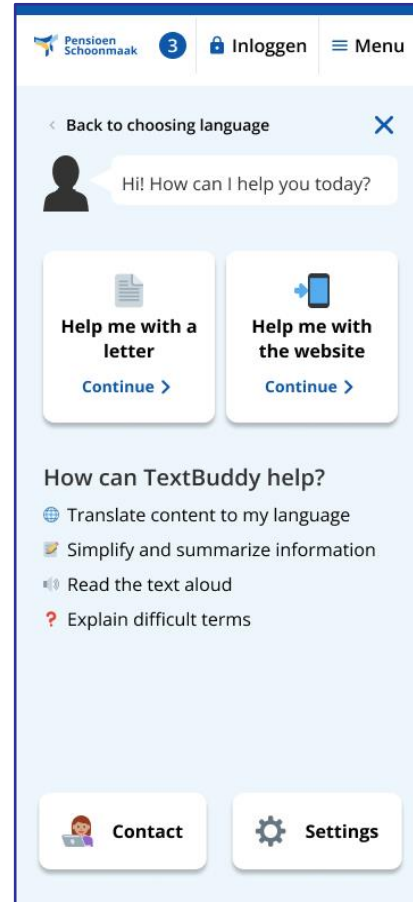 Pensioen
Schoonmaak
3
Inloggen
Menu
Back to choosing language
Hi! How can I help you today?
Help me with a
letter
Continue
Help me with
the website
Continue
How can TextBuddy help?
Translate content to my language
Simplify and summarize information
Read the text aloud
Explain difficult terms
Contact
Settings